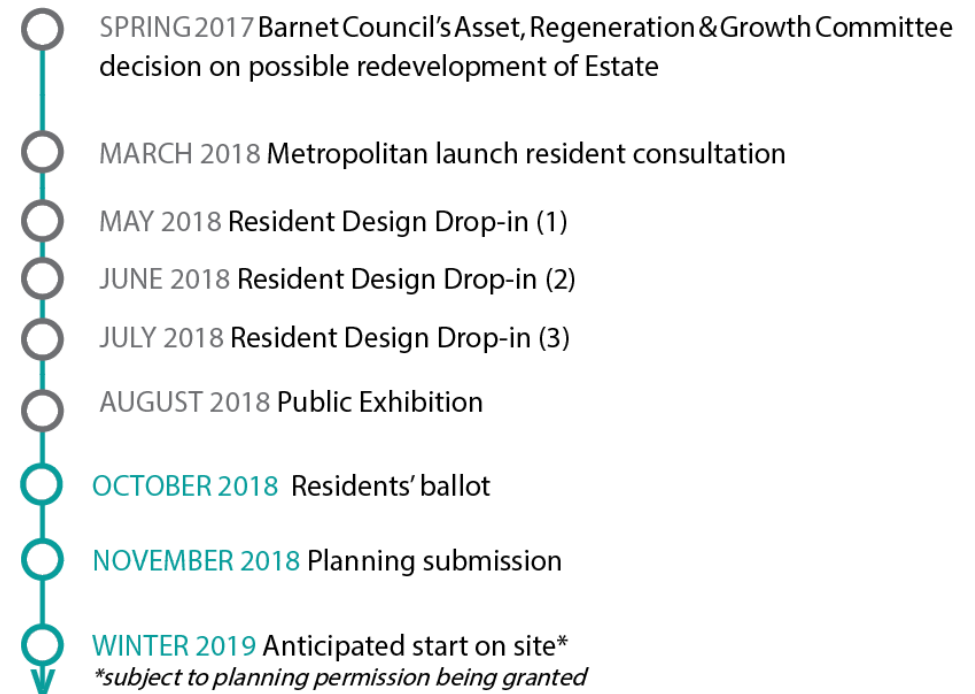 SPRING 2017 Barnet Council's Asset, Regeneration & Growth Committee
decision on possible redevelopment of Estate
MARCH 2018 Metropolitan launch resident consultation
MAY 2018 Resident Design Drop-in (1)
JUNE 2018 Resident Design Drop-in (2)
JULY 2018 Resident Design Drop-in (3)
AUGUST 2018 Public Exhibition
OCTOBER 2018 Residents' ballot
NOVEMBER 2018 Planning submission
WINTER 2019 Anticipated start on site*
*subject to planning permission being granted